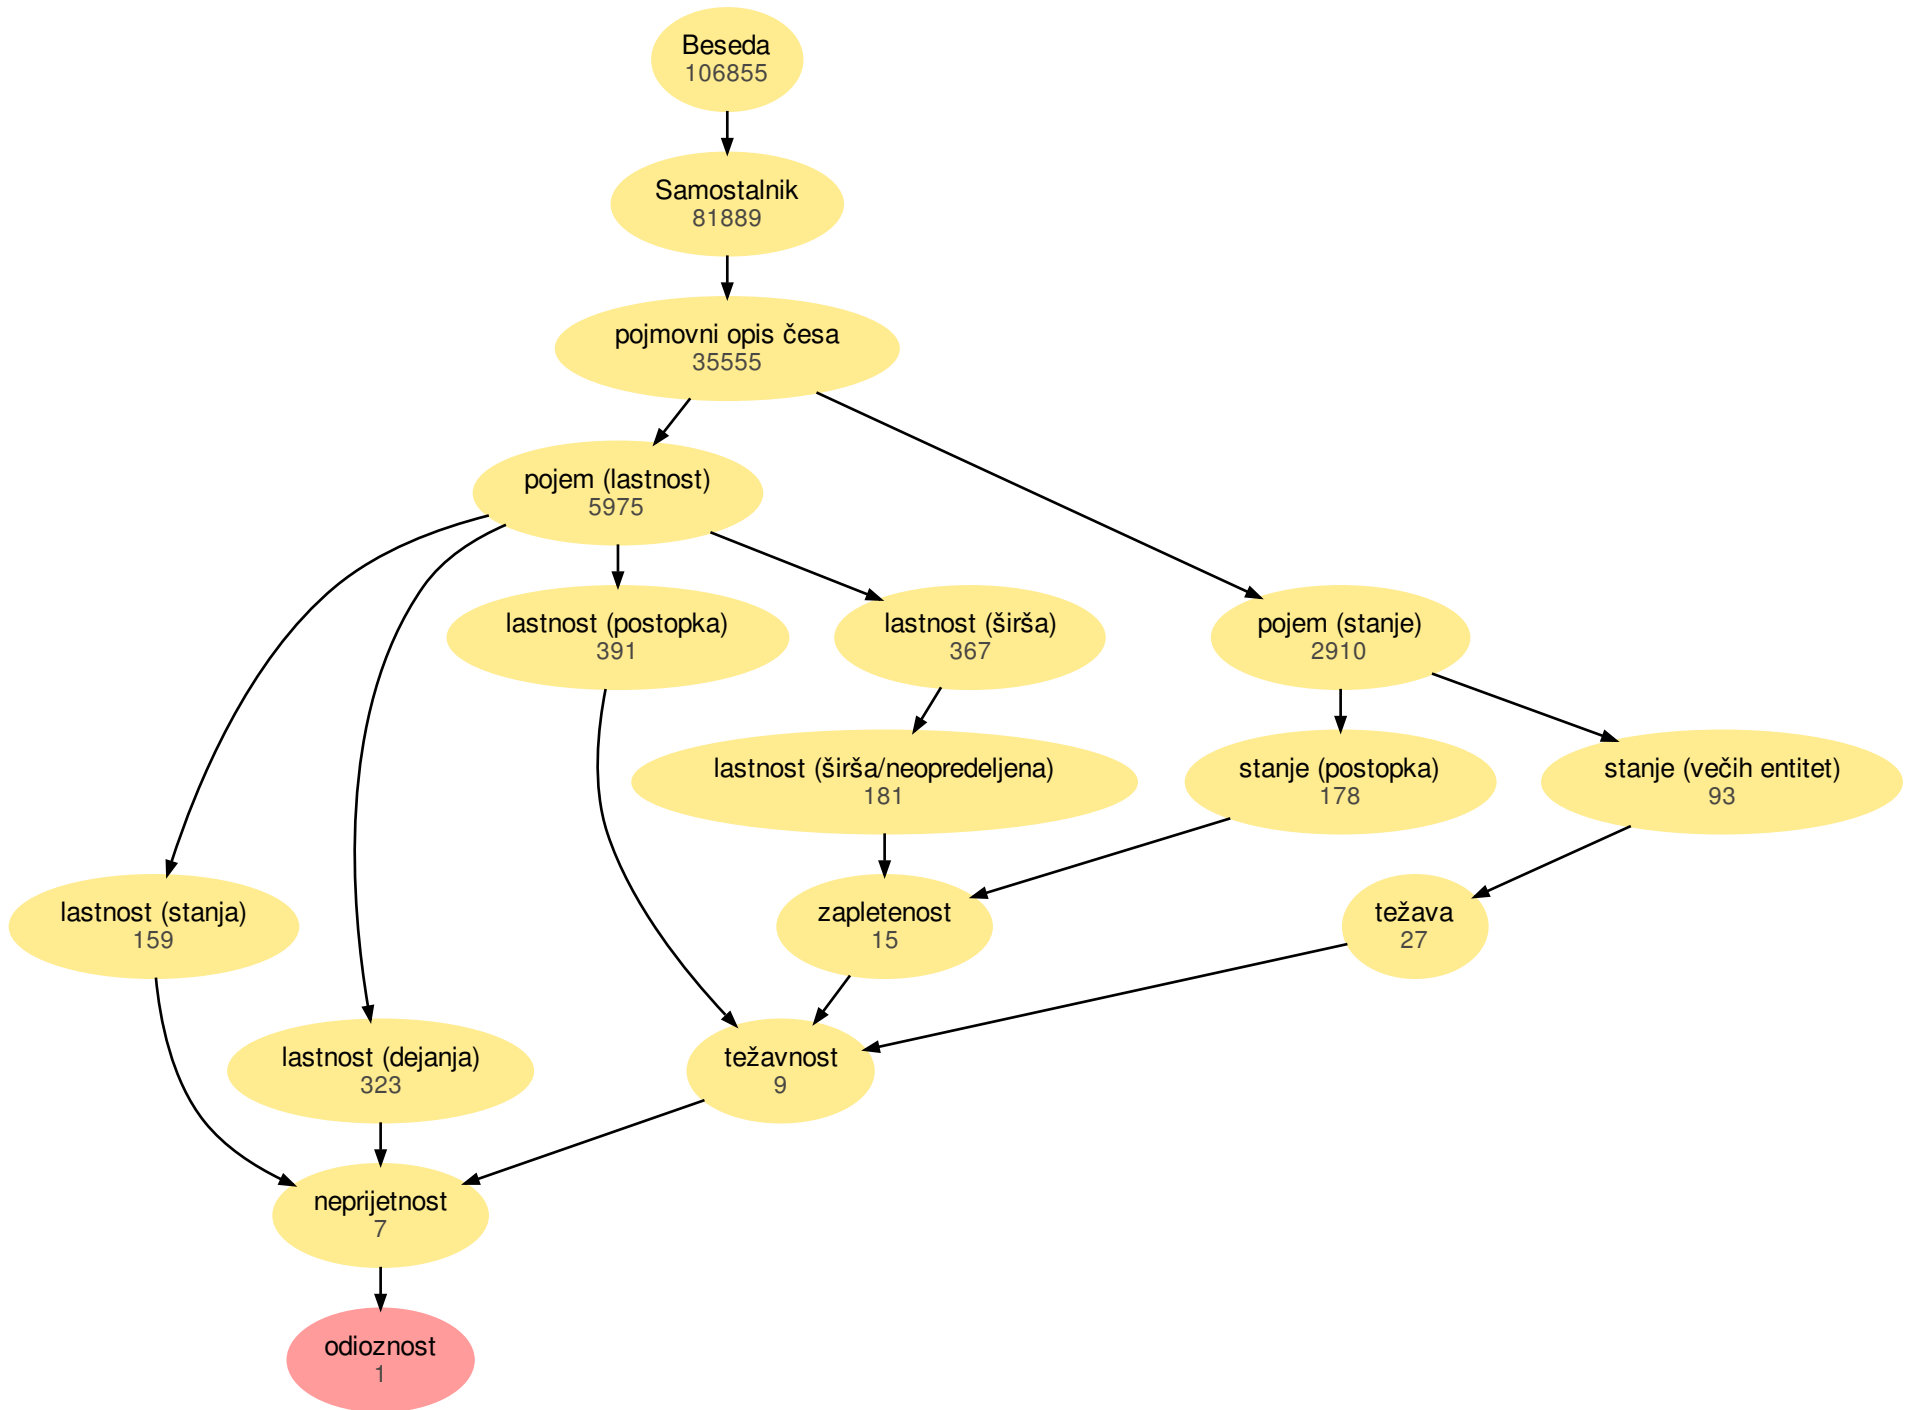 Beseda
106855
Samostalnik
81889
pojmovni opis česa
35555
pojem (lastnost)
5975
lastnost (postopka)
391
lastnost (širša)
367
pojem (stanje)
2910
lastnost (širša/neopredeljena)
181
stanje (postopka)
178
stanje (večih entitet)
93
lastnost (stanja)
159
zapletenost
15
težava
27
lastnost (dejanja)
323
težavnost
9
neprijetnost
7
odioznost
1